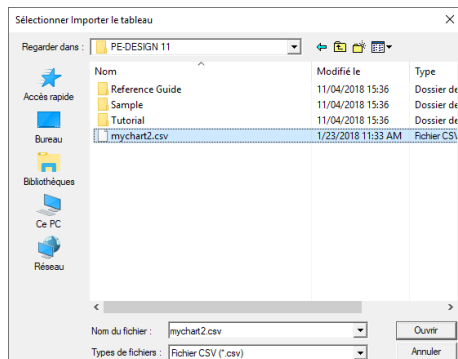 Sélectionner Importer le tableau
Regarder dans : PE-DESIGN 11
Nom Modifié le Type
Reference Guide 11/04/2018 15:36 Dossier de
Sample 11/04/2018 15:36 Dossier de
Tutorial 11/04/2018 15:36 Dossier de
mychart2.csv 1/23/2018 11:33 AM Fichier CSV
Accès rapide
Bureau
Bibliothèques
Ce PC
Réseau
Nom du fichier : mychart2.csv Ouvrir
Types de fichiers : Fichier CSV (*.csv) Annuler